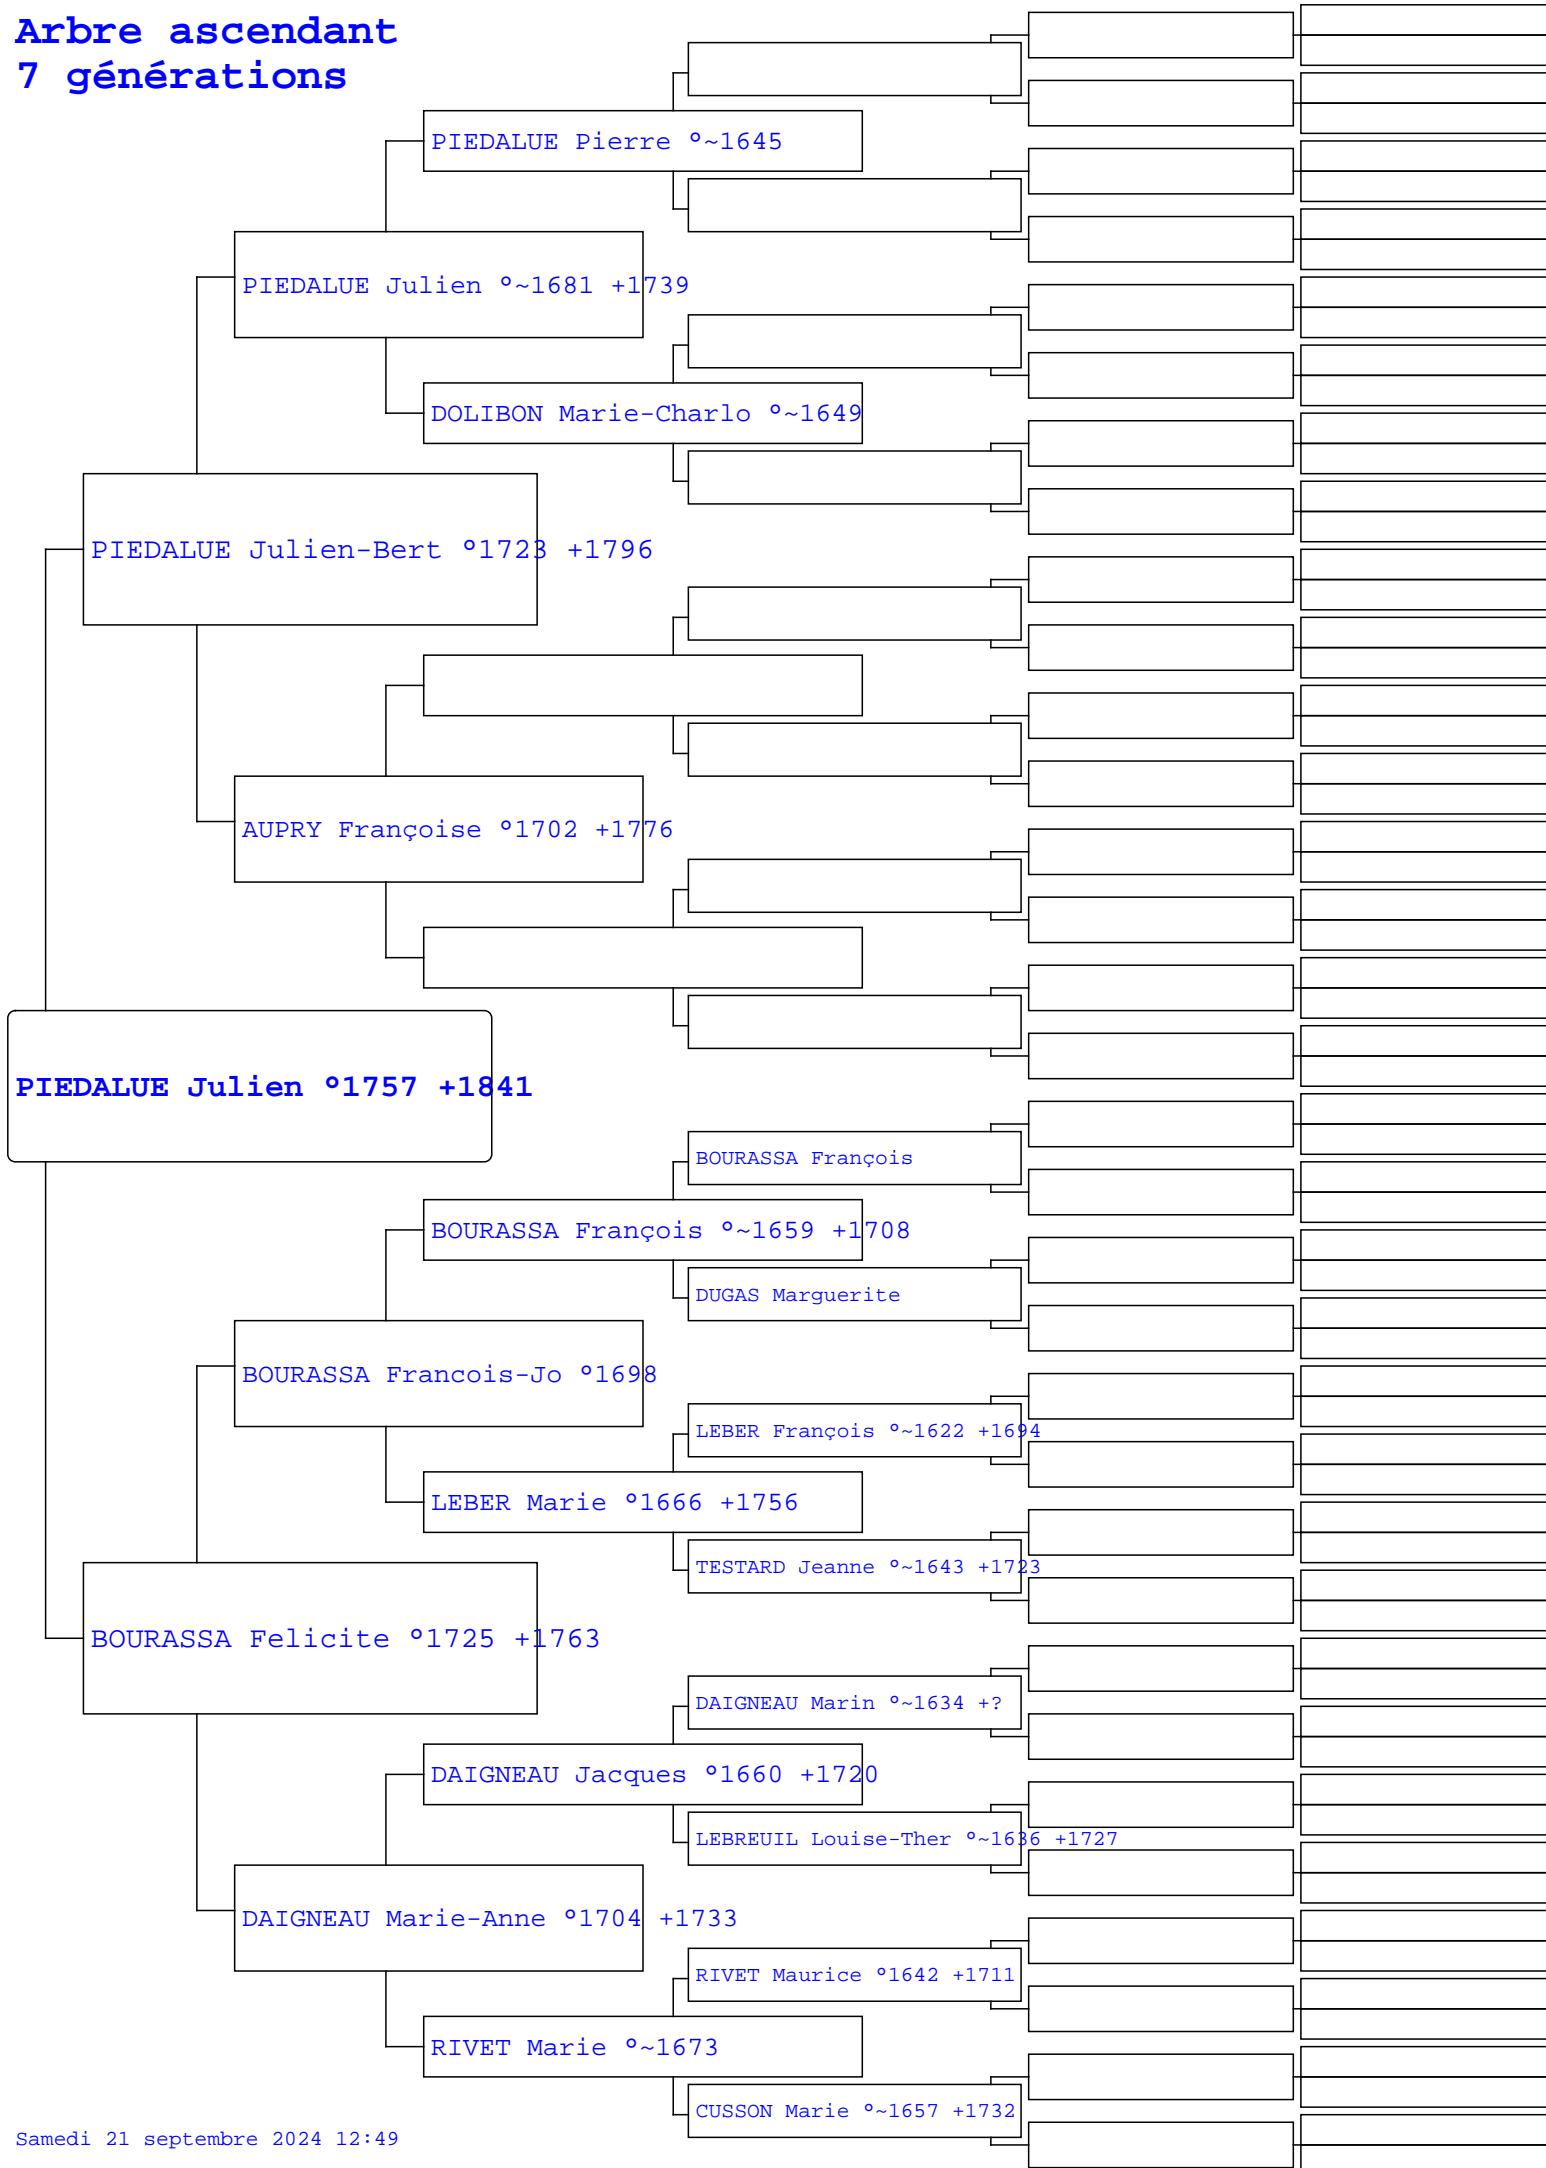 Arbre ascendant
7 générations
PIEDALUE Pierre °~1645
PIEDALUE Julien °~1681 +1739
DOLIBON Marie-Charlo °~1649
PIEDALUE Julien-Bert °1723 +1796
AUPRY Françoise °1702 +1776
PIEDALUE Julien °1757 +1841
BOURASSA François
BOURASSA François °~1659 +1708
DUGAS Marguerite
BOURASSA Francois-Jo °1698
LEBER François °~1622 +1694
LEBER Marie °1666 +1756
TESTARD Jeanne °~1643 +1723
BOURASSA Felicite °1725 +1763
DAIGNEAU Marin °~1634 +?
DAIGNEAU Jacques °1660 +1720
LEBREUIL Louise-Ther °~1636 +1727
DAIGNEAU Marie-Anne °1704 +1733
RIVET Maurice °1642 +1711
RIVET Marie °~1673
CUSSON Marie °~1657 +1732
Samedi 21 septembre 2024 12:49